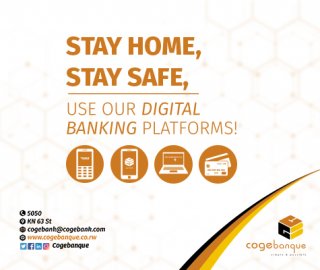 STAY HOME,
STAY SAFE,
USE OUR DIGITAL
BANKING PLATFORMS!
5050
KN 63 St
cogebank@cogebank.com
www.cogebanque.co.rw
Cogebanque
cogebanque